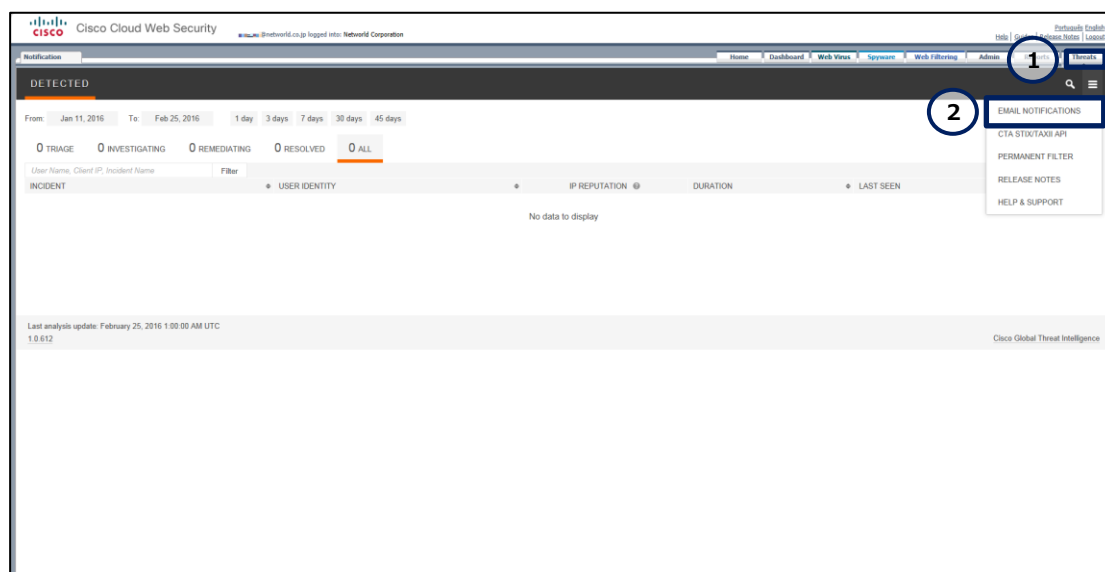 CISCO Cisco Cloud Web Security @networld.co.jp logged into: Networld Corporation
Português English
Help | Release Notes | Logout
Notification Home Dashboard Web Virus Spyware Web Filtering Admin Threats
1
DETECTED
2
EMAIL NOTIFICATIONS
CTA STIX/TAXII API
PERMANENT FILTER
RELEASE NOTES
HELP & SUPPORT
From: Jan 11, 2016 To: Feb 25, 2016 1 day 3 days 7 days 30 days 45 days
0 TRIAGE 0 INVESTIGATING 0 REMEDIATING 0 RESOLVED 0 ALL
User Name, Client IP, Incident Name Filter
INCIDENT USER IDENTITY IP REPUTATION DURATION LAST SEEN
No data to display
Last analysis update: February 25, 2016 1:00:00 AM UTC
1.0.612 Cisco Global Threat Intelligence